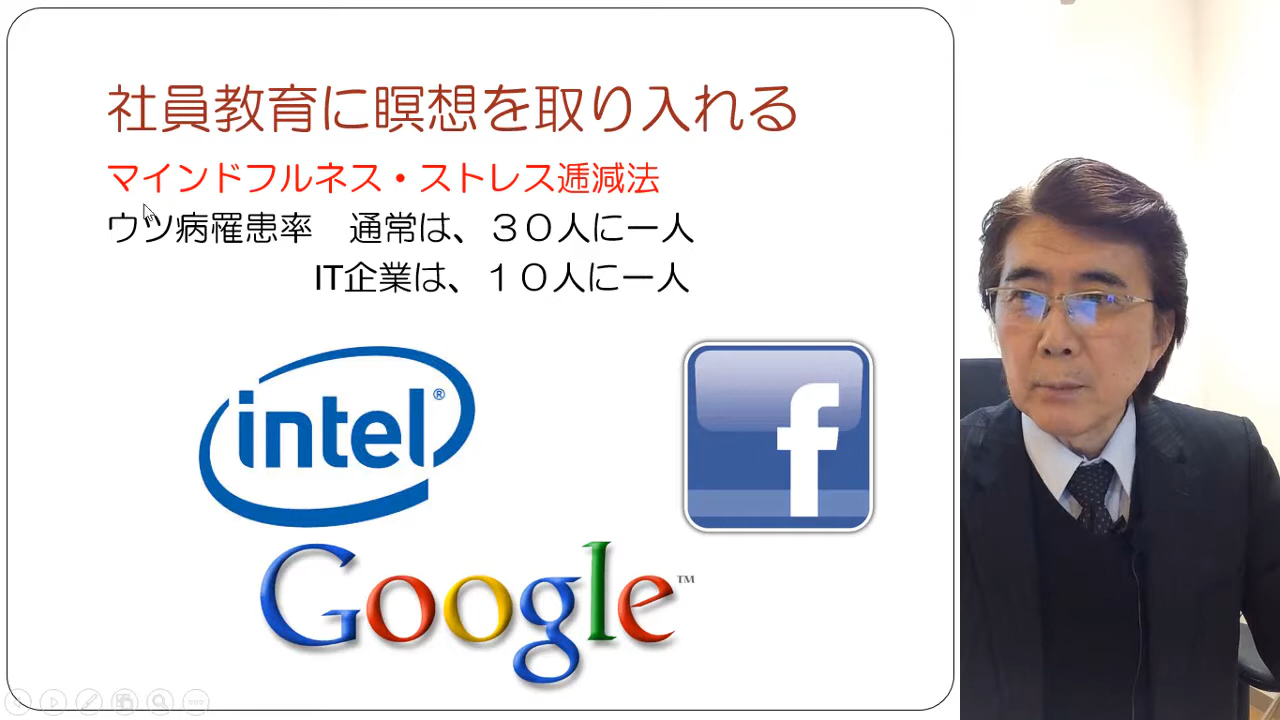 社員教育に瞑想を取り入れる
マインドフルネス・ストレス逓減法
ウツ病罹患率　通常は、３０人に一人
IT企業は、１０人に一人
intel®
f
Google™